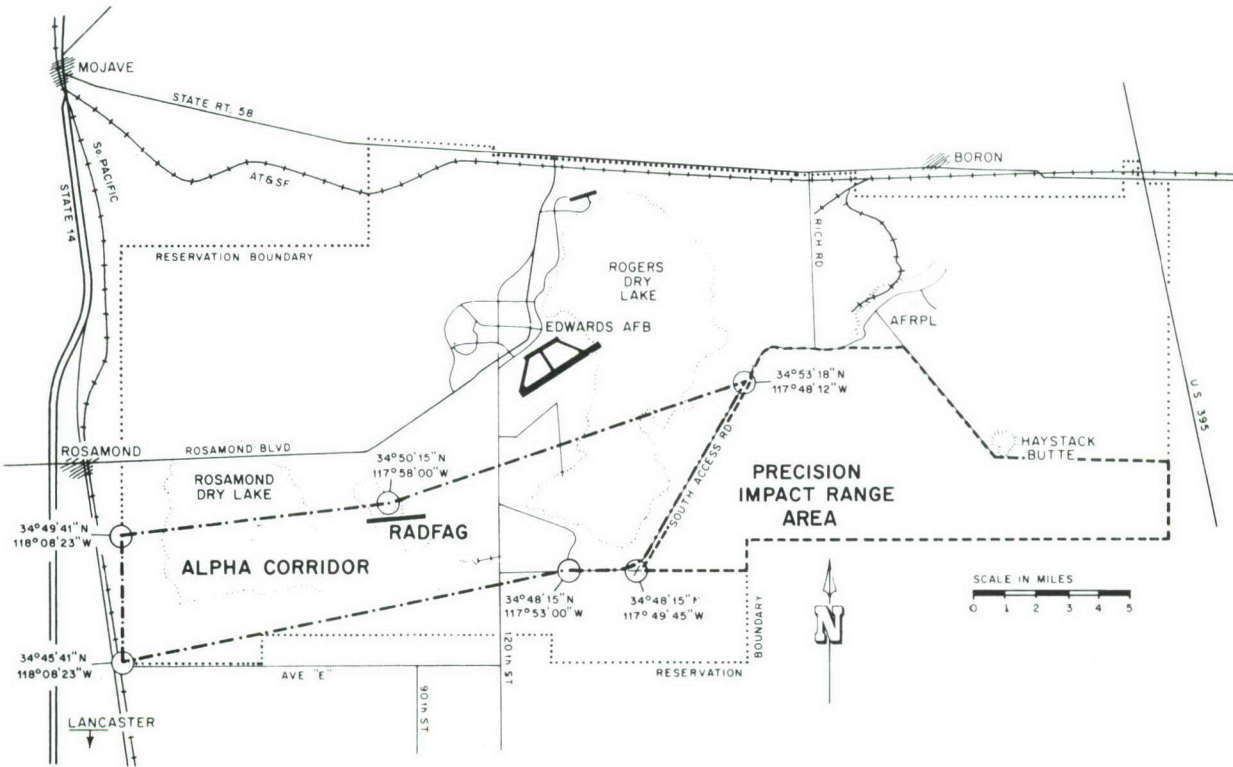 MOJAVE
STATE RT. 58
So PACIFIC
STATE 14
AT&SF
BORON
RESERVATION BOUNDARY
RICH RD
ROGERS
DRY
LAKE
EDWARDS AFB
AFRPL
U.S. 395
34°53'18"N
117°48'12"W
ROSAMOND
ROSAMOND BLVD
HAYSTACK
BUTTE
34°50'15"N
117°58'00"W
ROSAMOND
DRY LAKE
SOUTH ACCESS RD
PRECISION
IMPACT RANGE
AREA
RADFAG
34°49'41"N
118°08'23"W
ALPHA CORRIDOR
34°48'15"N
117°53'00"W
34°48'15"N
117°49'45"W
SCALE IN MILES
0 1 2 3 4 5
N
BOUNDARY
34°45'41"N
118°08'23"W
120th ST
RESERVATION
AVE "E"
90th ST
LANCASTER